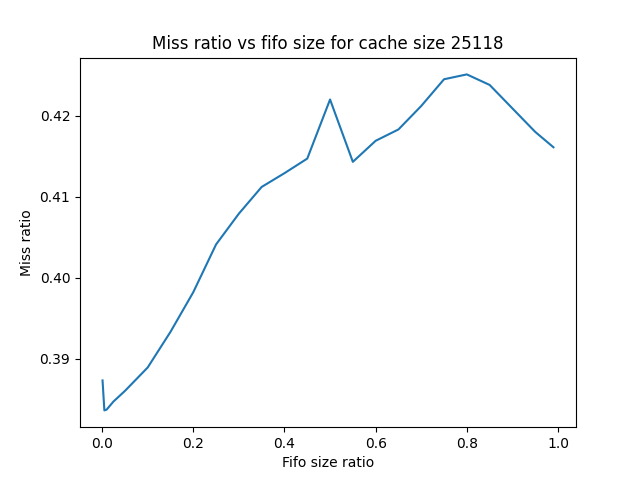 Miss ratio vs fifo size for cache size 25118
0.42
0.41
0.40
0.39
Miss ratio
0.0 0.2 0.4 0.6 0.8 1.0
Fifo size ratio